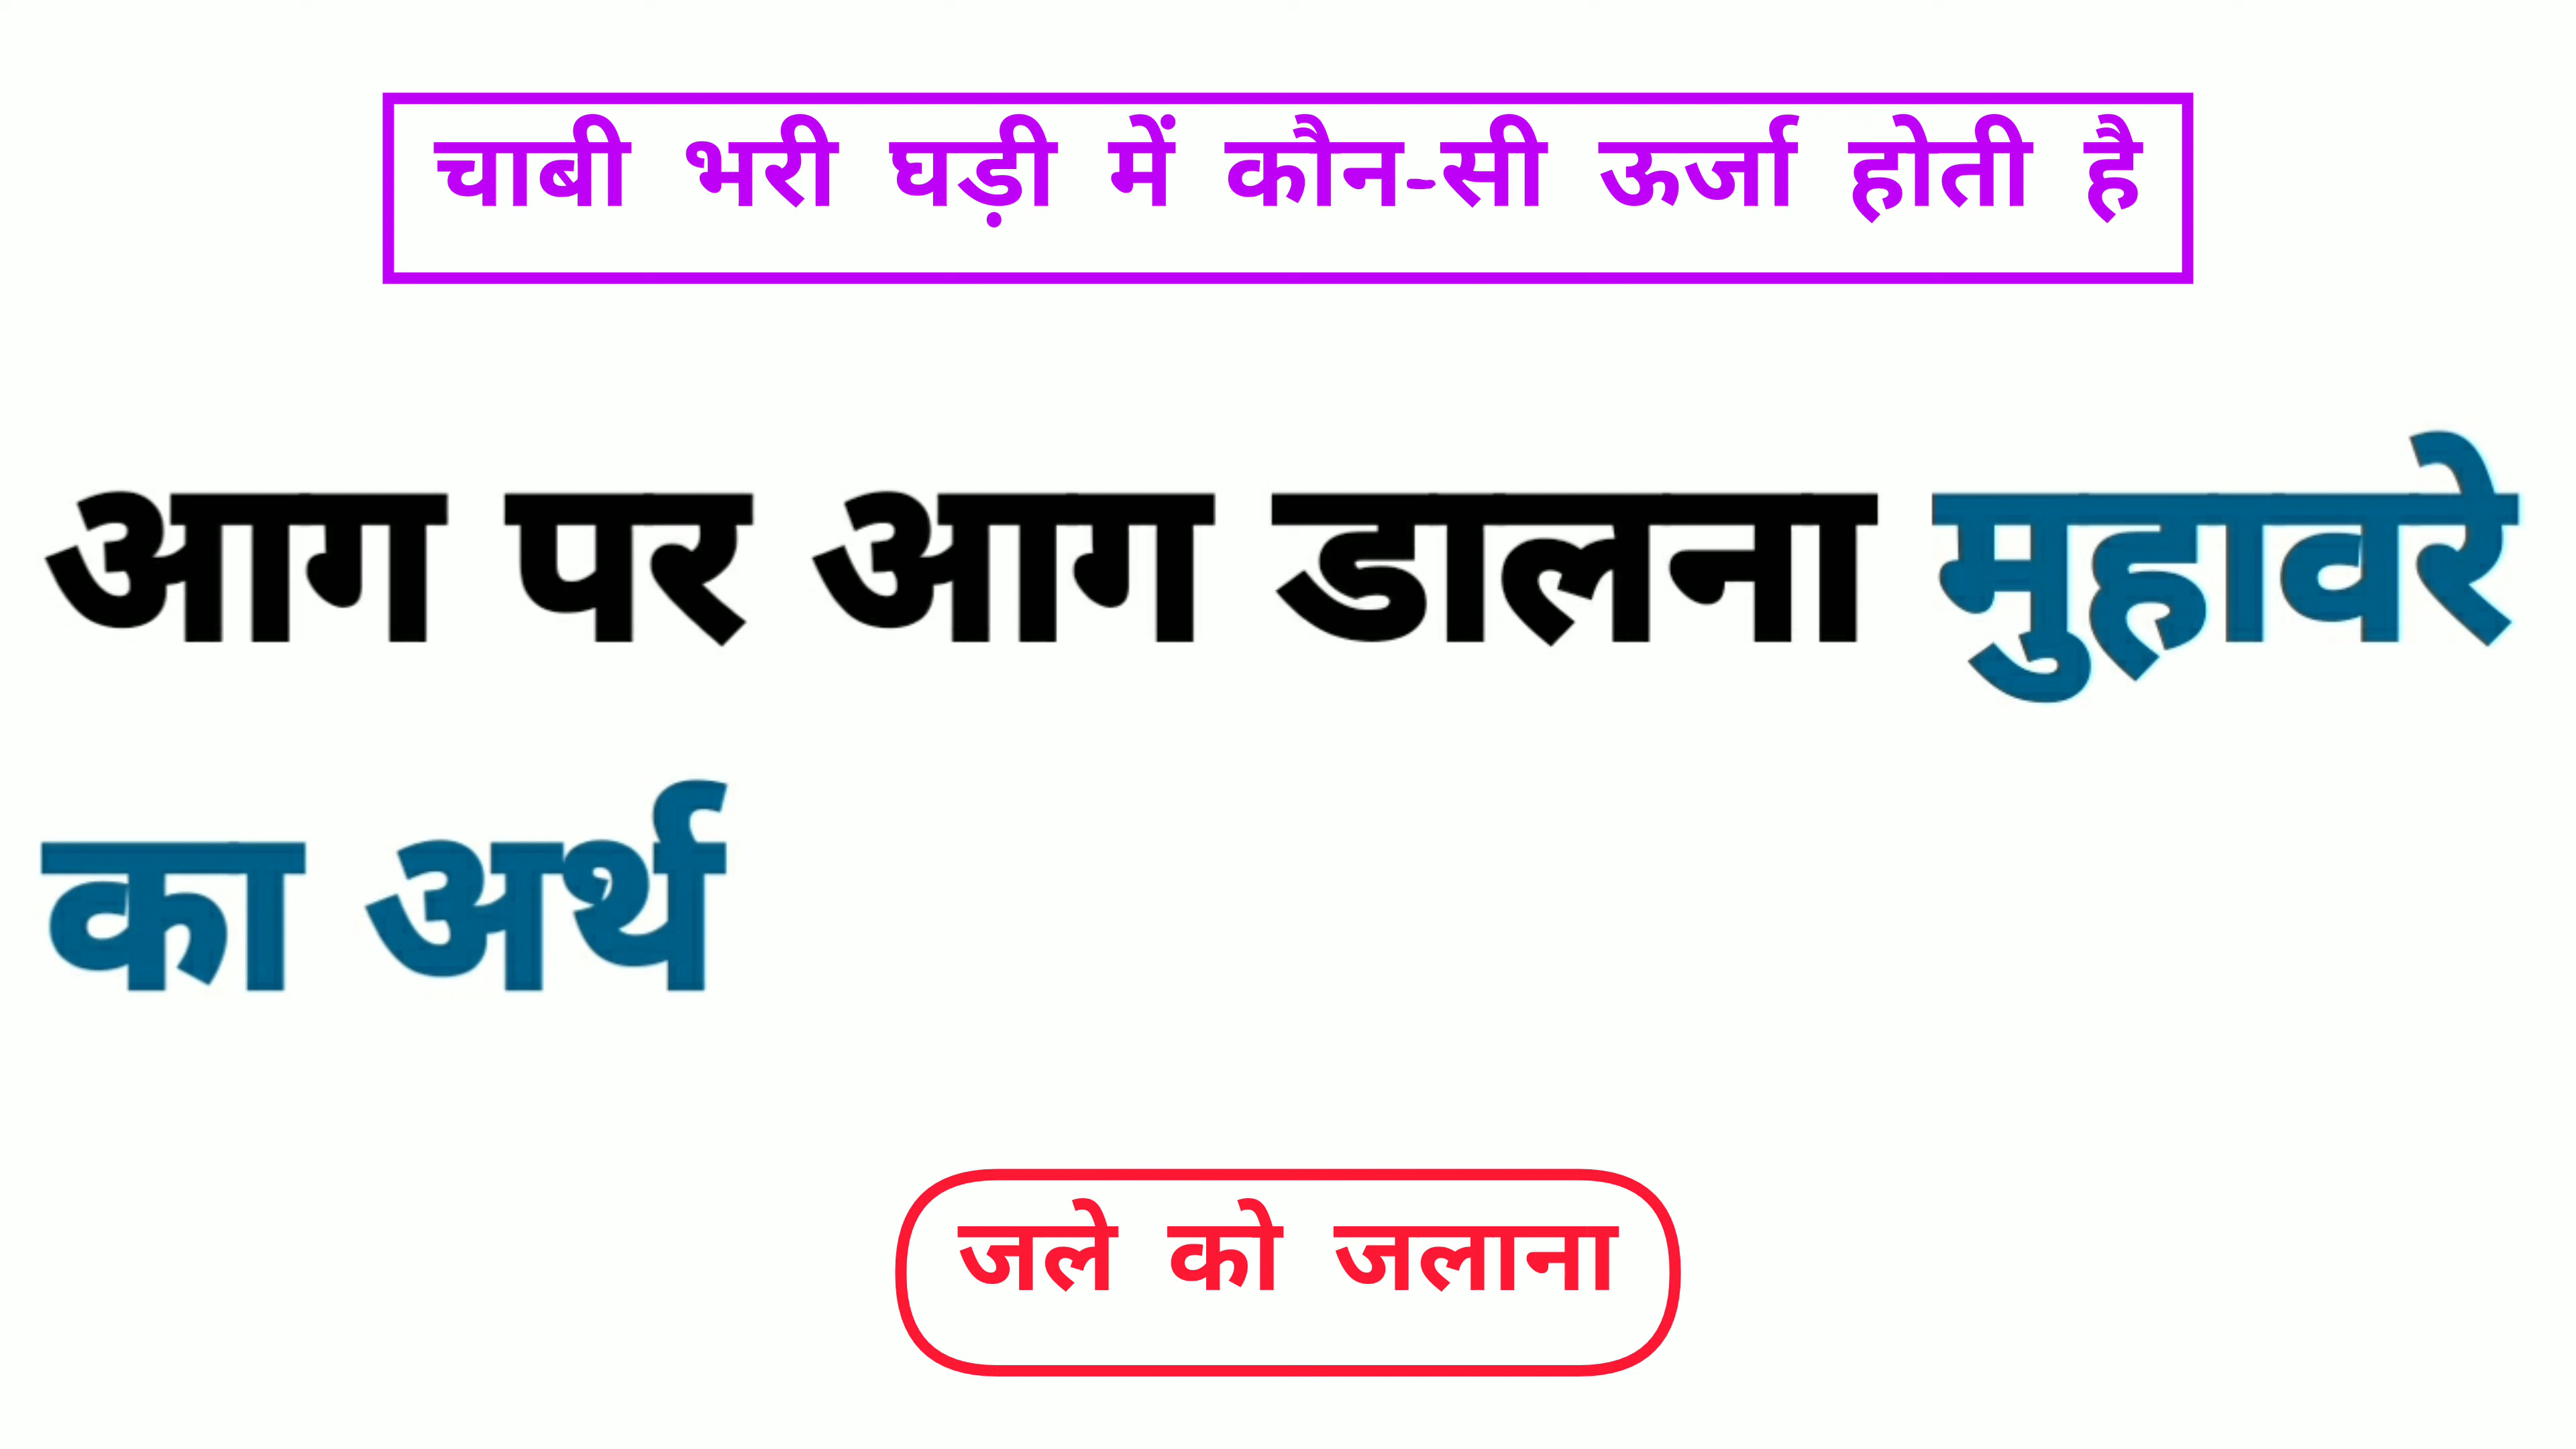 चाबी भरी घड़ी में कौन-सी ऊर्जा होती है
आग पर आग डालना मुहावरे
का अर्थ
जले को जलाना